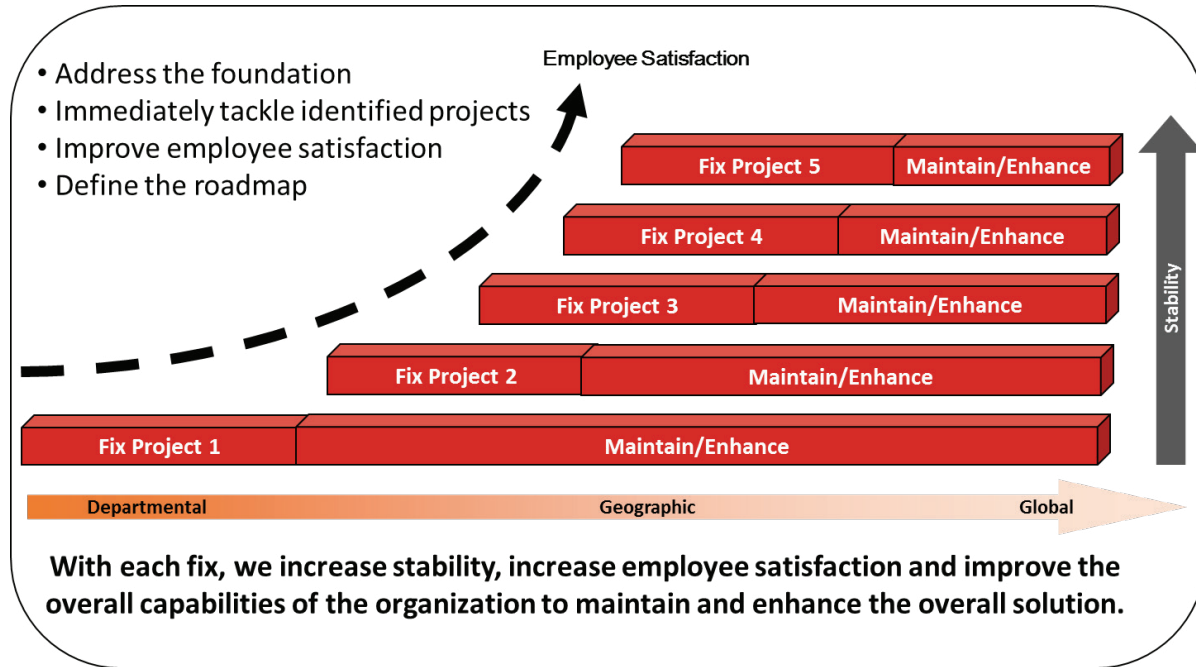 • Address the foundation
• Immediately tackle identified projects
• Improve employee satisfaction
• Define the roadmap
Employee Satisfaction
Fix Project 5
Maintain/Enhance
Fix Project 4
Maintain/Enhance
Fix Project 3
Maintain/Enhance
Fix Project 2
Maintain/Enhance
Fix Project 1
Maintain/Enhance
Stability
Departmental
Geographic
Global
With each fix, we increase stability, increase employee satisfaction and improve the
overall capabilities of the organization to maintain and enhance the overall solution.